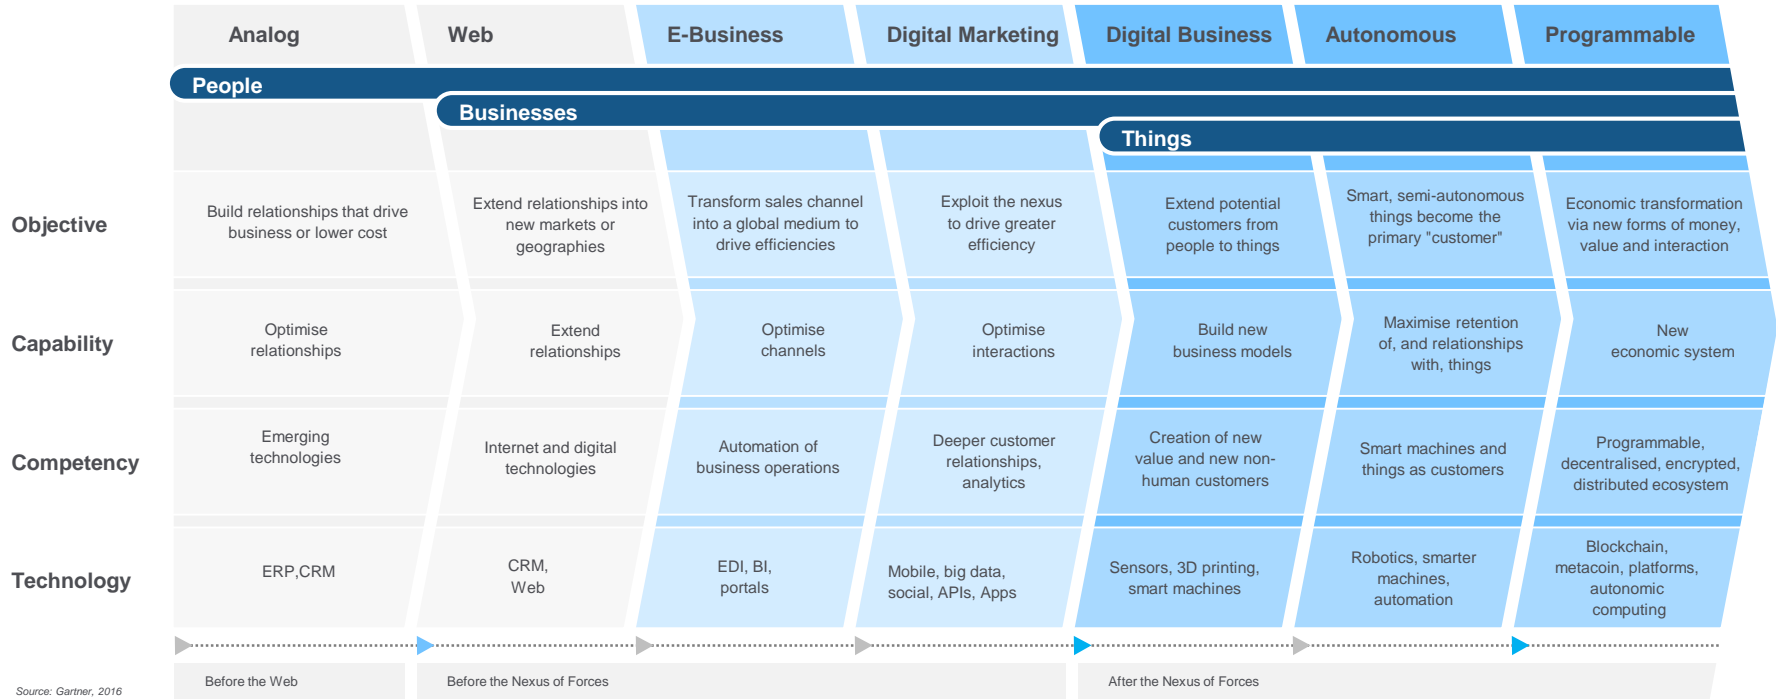 Analog
Web
E-Business
Digital Marketing
Digital Business
Autonomous
Programmable
People
Businesses
Things
Objective
Build relationships that drive
business or lower cost
Extend relationships into
new markets or
geographies
Transform sales channel
into a global medium to
drive efficiencies
Exploit the nexus
to drive greater
efficiency
Extend potential
customers from
people to things
Smart, semi-autonomous
things become the
primary "customer"
Economic transformation
via new forms of money,
value and interaction
Capability
Optimise
relationships
Extend
relationships
Optimise
channels
Optimise
interactions
Build new
business models
Maximise retention
of, and relationships
with, things
New
economic system
Competency
Emerging
technologies
Internet and digital
technologies
Automation of
business operations
Deeper customer
relationships,
analytics
Creation of new
value and new non-
human customers
Smart machines and
things as customers
Programmable,
decentralised, encrypted,
distributed ecosystem
Technology
ERP,CRM
CRM,
Web
EDI, BI,
portals
Mobile, big data,
social, APIs, Apps
Sensors, 3D printing,
smart machines
Robotics, smarter
machines,
automation
Blockchain,
metacoin, platforms,
autonomic
computing
Before the Web
Before the Nexus of Forces
After the Nexus of Forces
Source: Gartner, 2016